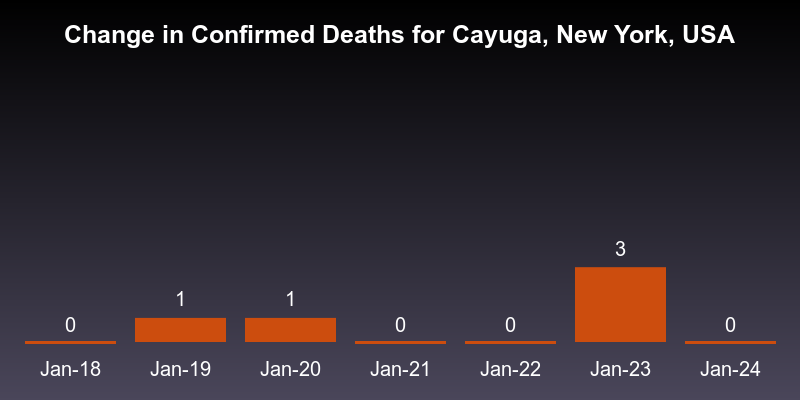 Change in Confirmed Deaths for Cayuga, New York, USA
0 1 1 0 0 3 0
Jan-18 Jan-19 Jan-20 Jan-21 Jan-22 Jan-23 Jan-24